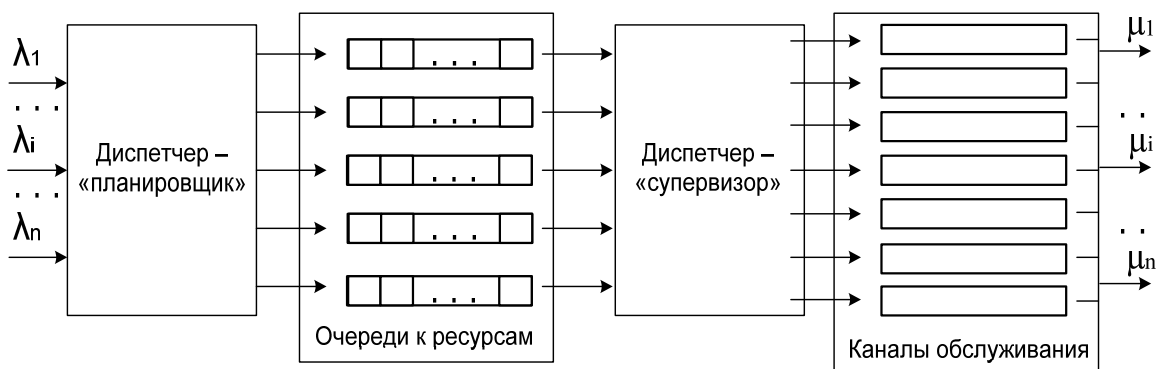 λ1
. . .
λi
. . .
λn
Диспетчер –
«планировщик»
. . .
. . .
. . .
. . .
. . .
Очереди к ресурсам
Диспетчер –
«супервизор»
Каналы обслуживания
μ1
. .
μi
. .
μn